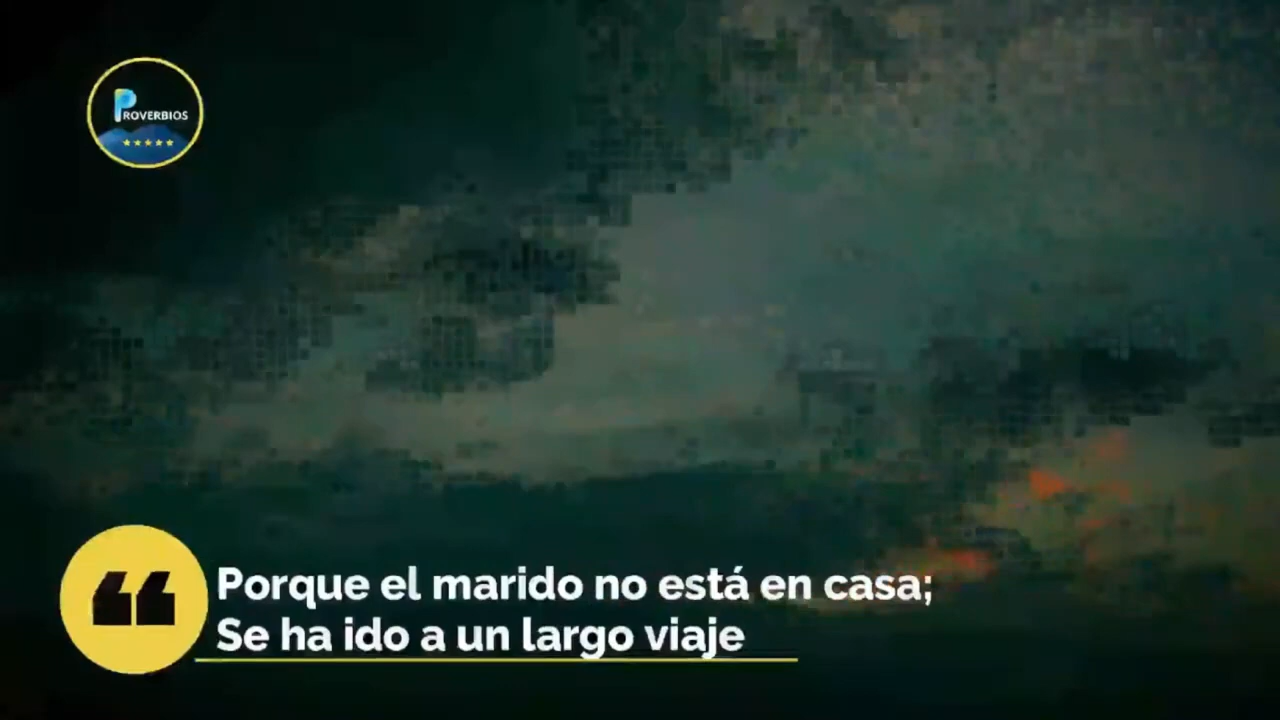 PROVERBIOS
Porque el marido no está en casa;
Se ha ido a un largo viaje